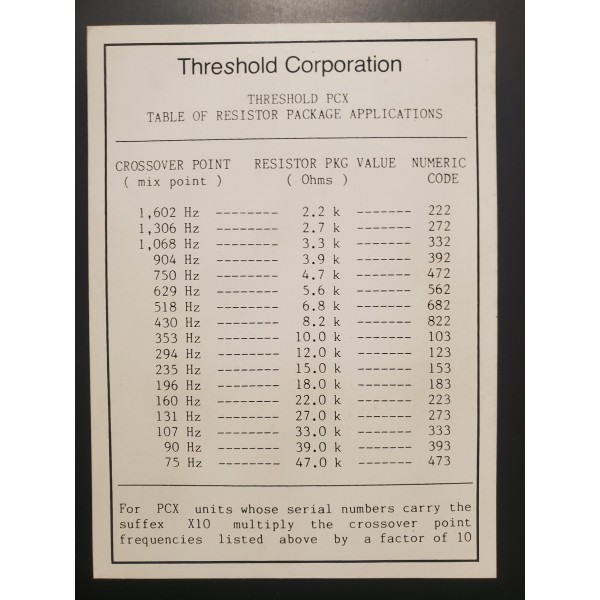 Threshold Corporation
THRESHOLD PCX
TABLE OF RESISTOR PACKAGE APPLICATIONS
CROSSOVER POINT RESISTOR PKG VALUE NUMERIC
( mix point ) ( Ohms ) CODE
1,602 Hz -------- 2.2 k ------- 222
1,306 Hz -------- 2.7 k ------- 272
1,068 Hz -------- 3.3 k ------- 332
904 Hz -------- 3.9 k ------- 392
750 Hz -------- 4.7 k ------- 472
629 Hz -------- 5.6 k ------- 562
518 Hz -------- 6.8 k ------- 682
430 Hz -------- 8.2 k ------- 822
353 Hz -------- 10.0 k ------- 103
294 Hz -------- 12.0 k ------- 123
235 Hz -------- 15.0 k ------- 153
196 Hz -------- 18.0 k ------- 183
160 Hz -------- 22.0 k ------- 223
131 Hz -------- 27.0 k ------- 273
107 Hz -------- 33.0 k ------- 333
90 Hz -------- 39.0 k ------- 393
75 Hz -------- 47.0 k ------- 473
For PCX units whose serial numbers carry the
suffex X10 multiply the crossover point
frequencies listed above by a factor of 10